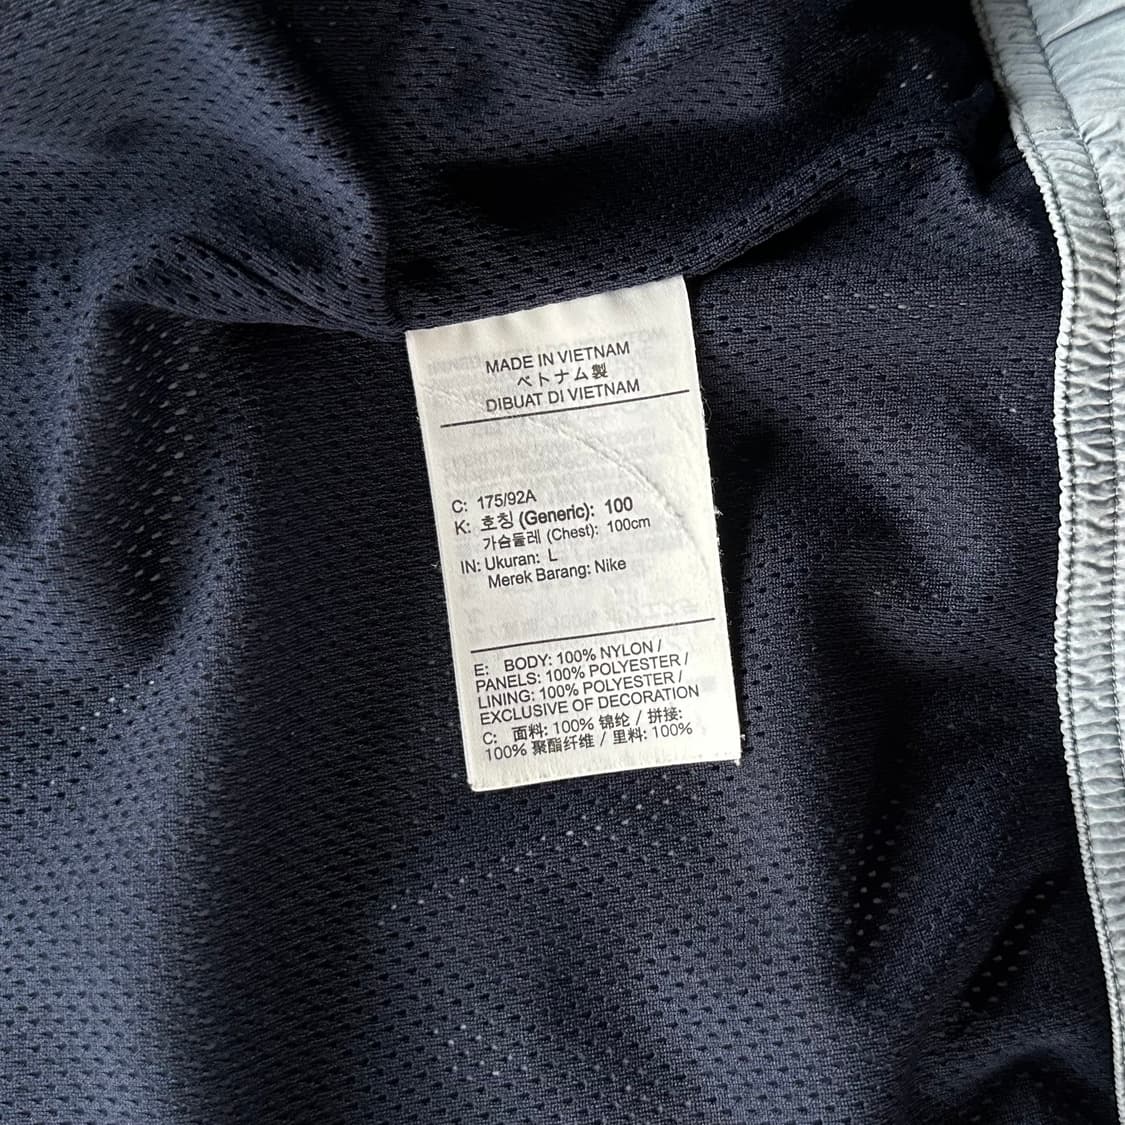 MADE IN VIETNAM
ベトナム製
DIBUAT DI VIETNAM
C: 175/92A
K: 호칭 (Generic): 100
가슴둘레 (Chest): 100cm
IN: Ukuran: L
Merek Barang: Nike
E: BODY: 100% NYLON /
PANELS: 100% POLYESTER /
LINING: 100% POLYESTER /
EXCLUSIVE OF DECORATION
C: 面料: 100% 锦纶 / 拼接:
100% 聚酯纤维 / 里料: 100%